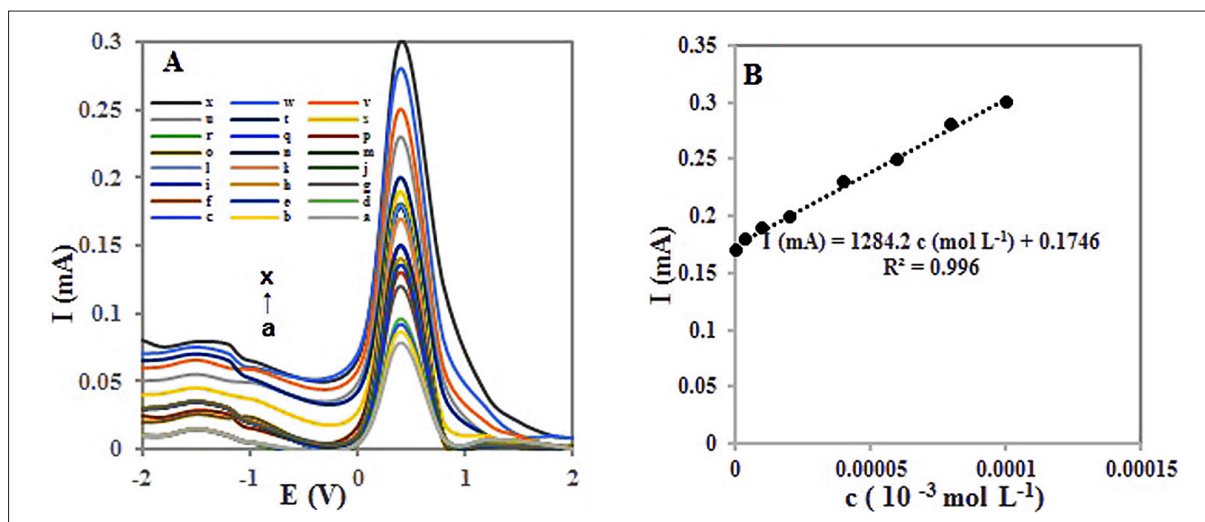 A
0.3
0.25
0.2
0.15
0.1
0.05
0
I (mA)
x w v
u t s
r q p
o n m
l k j
i h g
f e d
c b a
x
↑
a
-2 -1 0 1 2
E (V)
B
0.35
0.3
0.25
0.2
0.15
0.1
0.05
0
I (mA)
I (mA) = 1284.2 c (mol L⁻¹) + 0.1746
R² = 0.996
0 0.00005 0.0001 0.00015
c ( 10 ⁻³ mol L⁻¹)